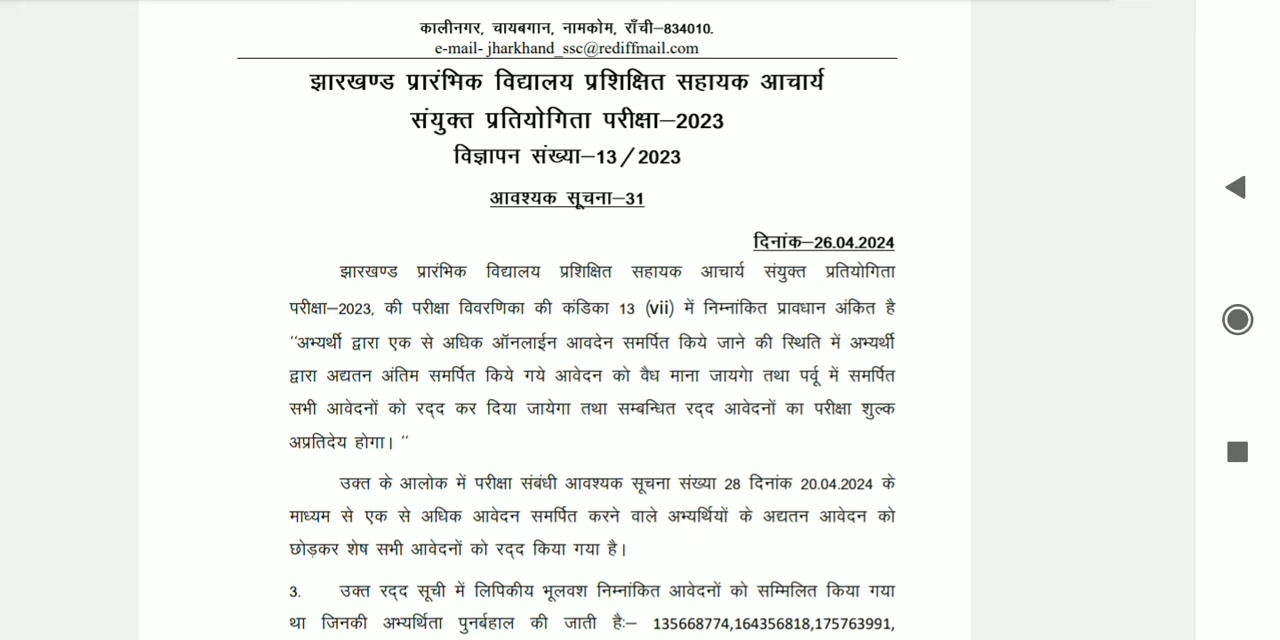 कालीनगर, चायबगान, नामकोम, राँची–834010.
e-mail- jharkhand_ssc@rediffmail.com
झारखण्ड प्रारंभिक विद्यालय प्रशिक्षित सहायक आचार्य
संयुक्त प्रतियोगिता परीक्षा–2023
विज्ञापन संख्या–13/2023
आवश्यक सूचना–31
दिनांक–26.04.2024
झारखण्ड प्रारंभिक विद्यालय प्रशिक्षित सहायक आचार्य संयुक्त प्रतियोगिता
परीक्षा–2023, की परीक्षा विवरणिका की कंडिका 13 (vii) में निम्नांकित प्रावधान अंकित है
“अभ्यर्थी द्वारा एक से अधिक ऑनलाईन आवदेन समर्पित किये जाने की स्थिति में अभ्यर्थी
द्वारा अद्यतन अंतिम समर्पित किये गये आवेदन को वैध माना जायगेा तथा पर्वू में समर्पित
सभी आवेदनों को रद्द कर दिया जायेगा तथा सम्बन्धित रद्द आवेदनों का परीक्षा शुल्क
अप्रतिदेय होगा। “
उक्त के आलोक में परीक्षा संबंधी आवश्यक सूचना संख्या 28 दिनांक 20.04.2024 के
माध्यम से एक से अधिक आवेदन समर्पित करने वाले अभ्यर्थियों के अद्यतन आवेदन को
छोड़कर शेष सभी आवेदनों को रद्द किया गया है।
3. उक्त रद्द सूची में लिपिकीय भूलवश निम्नांकित आवेदनों को सम्मिलित किया गया
था जिनकी अभ्यर्थिता पुनर्बहाल की जाती हैः– 135668774,164356818,175763991,